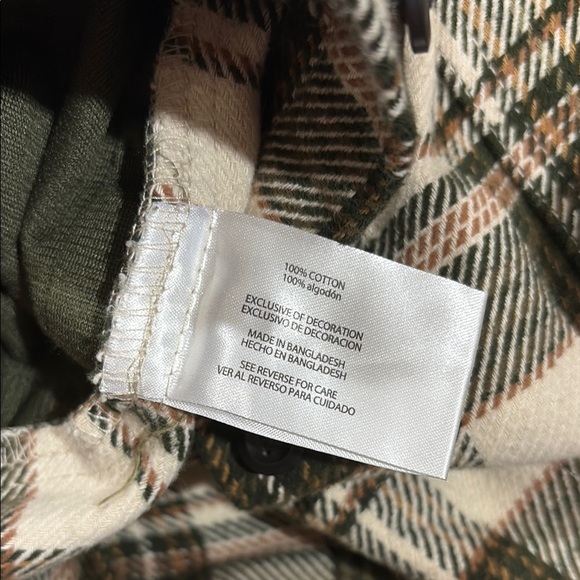 100% COTTON
100% algodón
EXCLUSIVE OF DECORATION
EXCLUSIVO DE DECORACION
MADE IN BANGLADESH
HECHO EN BANGLADESH
SEE REVERSE FOR CARE
VER AL REVERSO PARA CUIDADO